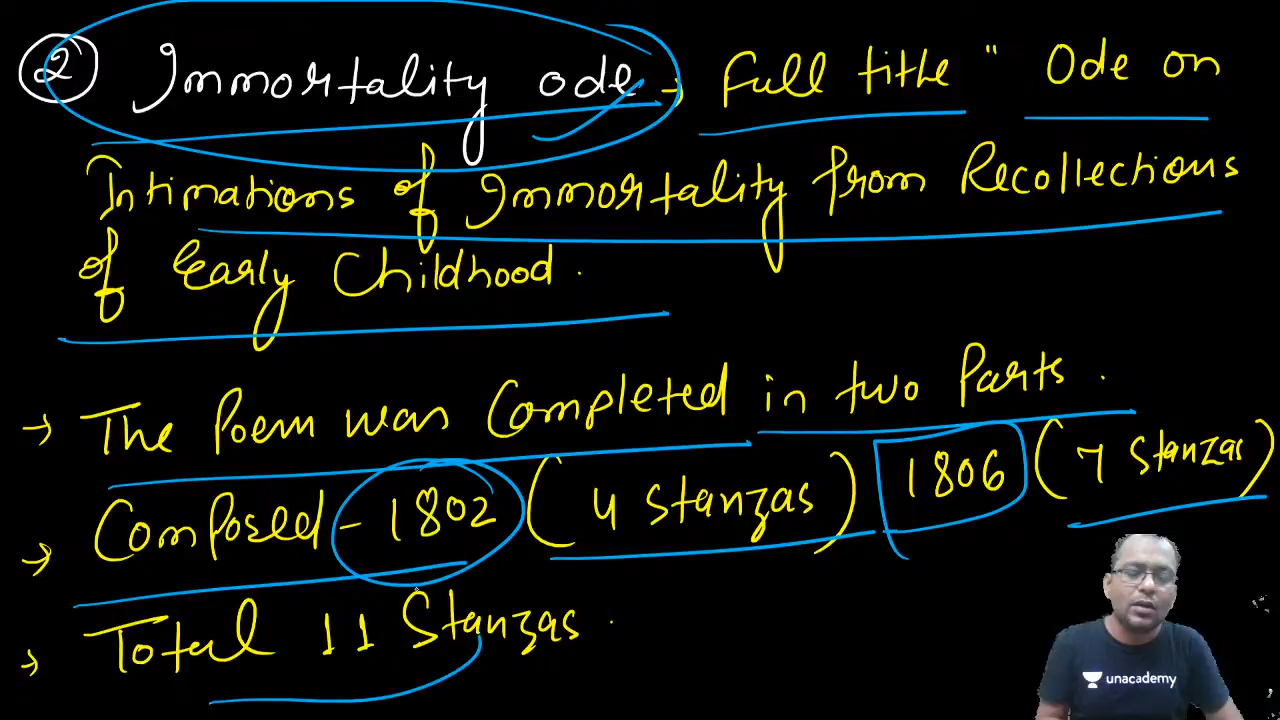 ② Immortality ode → Full title " Ode on
Intimations of Immortality from Recollections
of Early Childhood.
→ The Poem was Completed in two Parts.
→ Composed - 1802 (4 Stanzas) 1806 (7 Stanzas)
→ Total 11 Stanzas.
unacademy